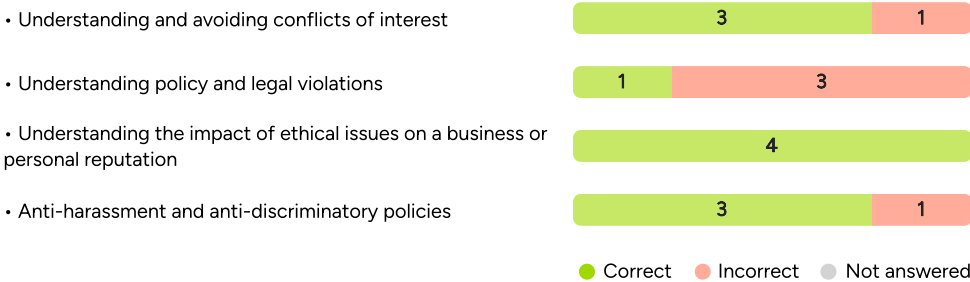 • Understanding and avoiding conflicts of interest
3 1
• Understanding policy and legal violations
1 3
• Understanding the impact of ethical issues on a business or
personal reputation
4
• Anti-harassment and anti-discriminatory policies
3 1
Correct Incorrect Not answered